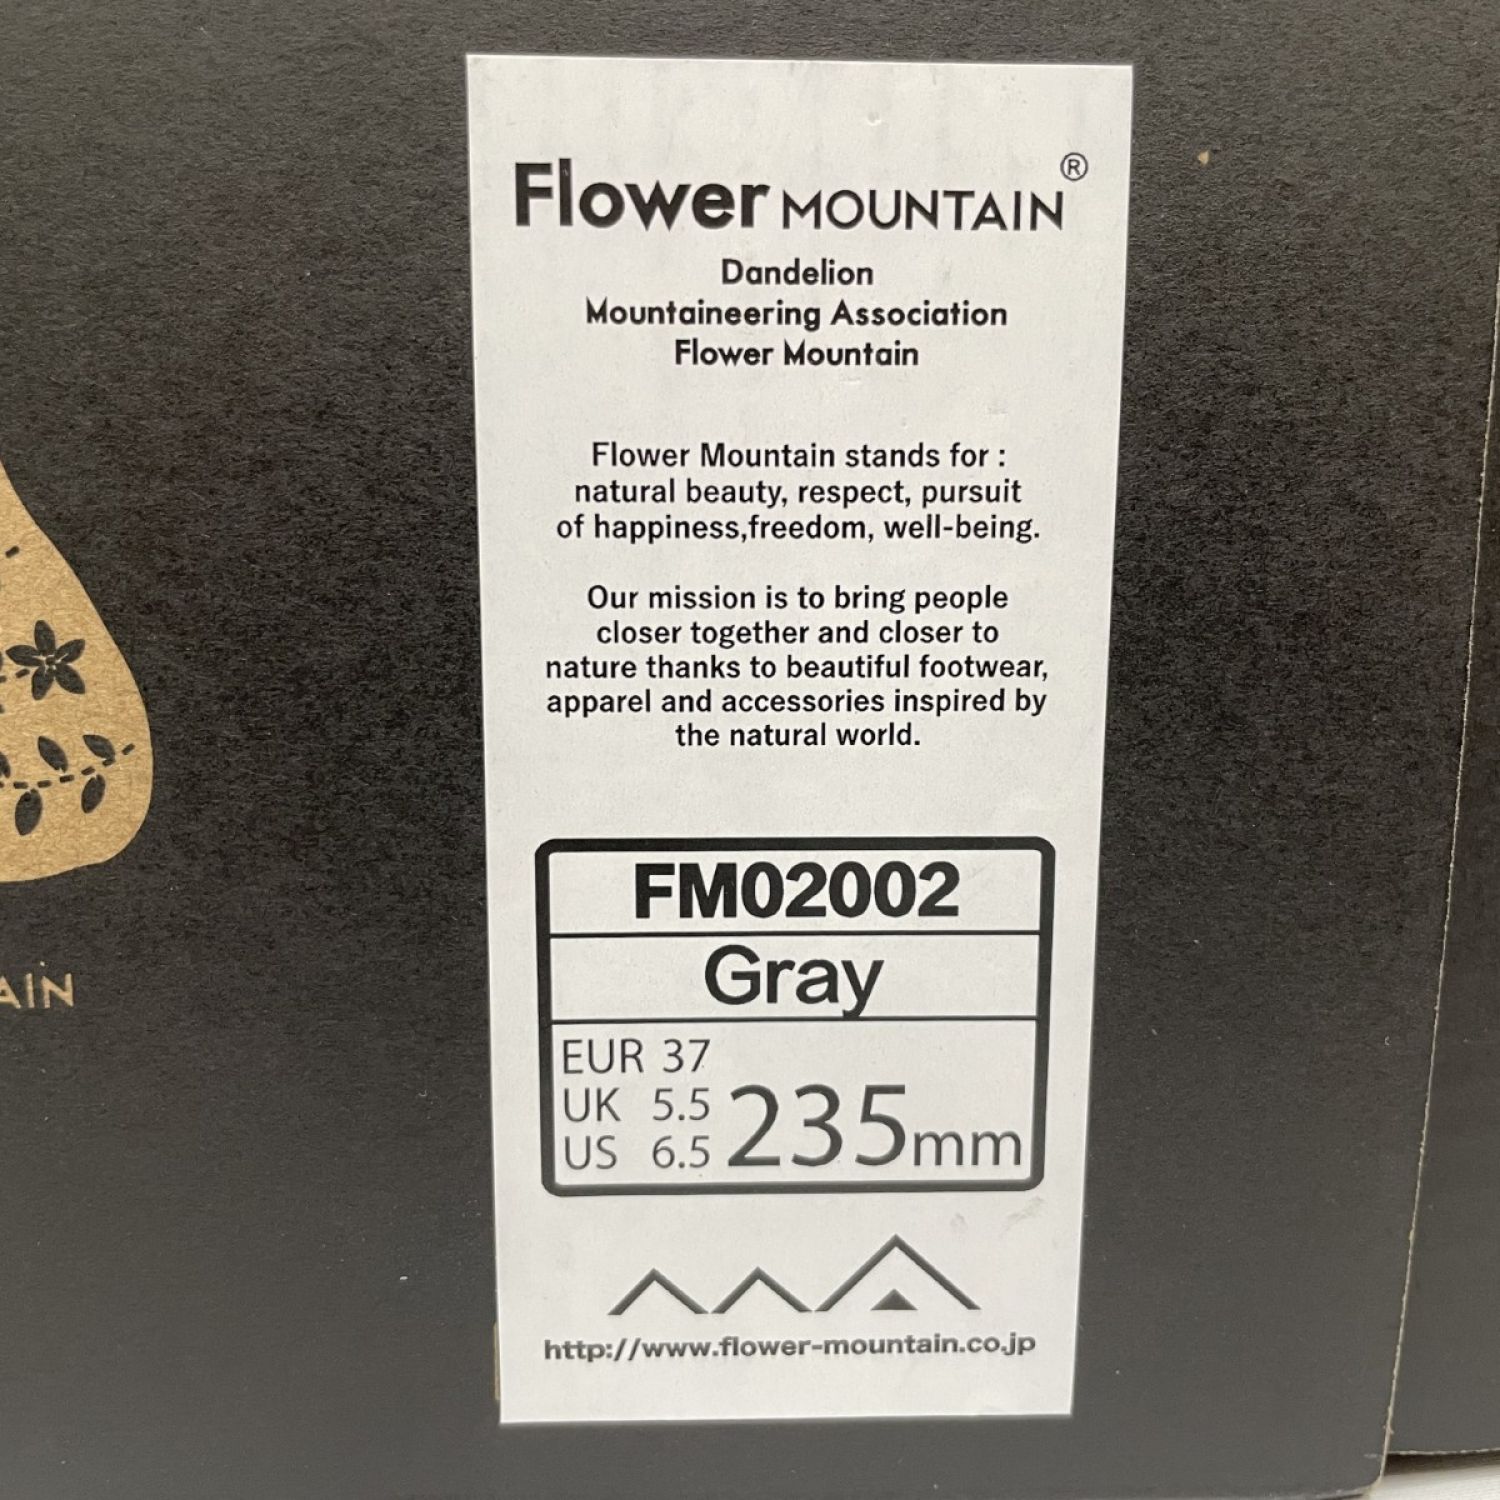 Flower MOUNTAIN®
Dandelion
Mountaineering Association
Flower Mountain
Flower Mountain stands for :
natural beauty, respect, pursuit
of happiness,freedom, well-being.
Our mission is to bring people
closer together and closer to
nature thanks to beautiful footwear,
apparel and accessories inspired by
the natural world.
FM02002
Gray
EUR 37
UK 5.5
US 6.5
235mm
http://www.flower-mountain.co.jp
AIN